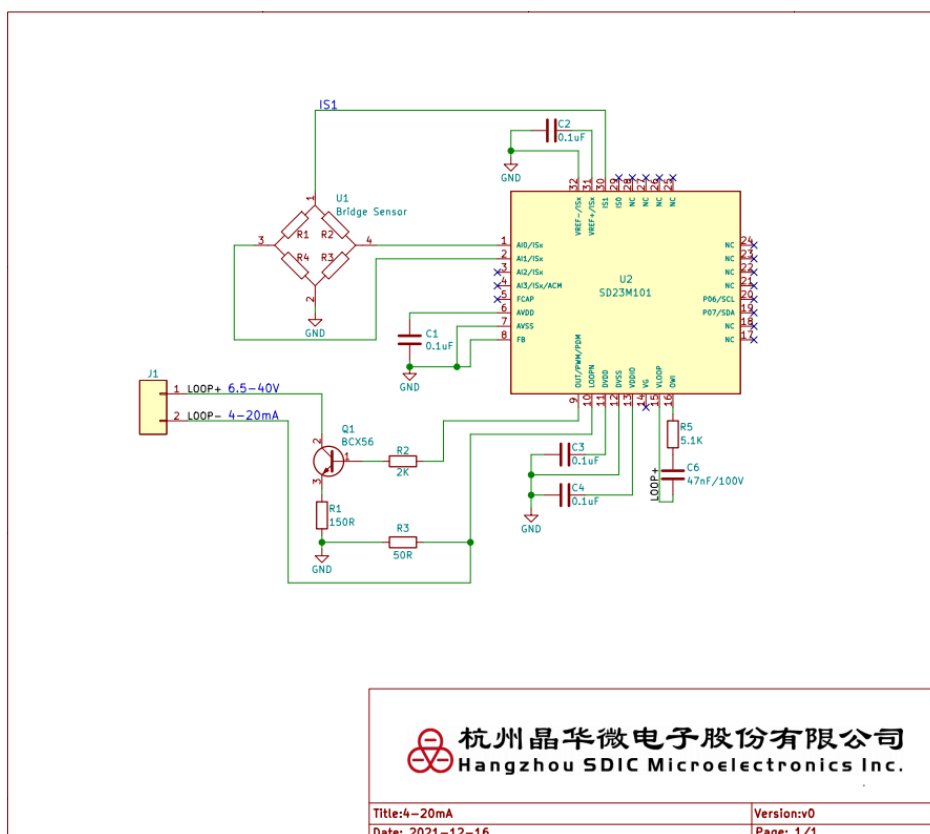 IS1
C2
0.1uF
GND
32
31
30
29
28
27
26
25
VREF-/ISx
VREF+/ISx
IS1
IS0
NC
NC
NC
NC
1
U1
Bridge Sensor
R1
R2
3
4
R4
R3
2
GND
1
AI0/ISx
2
AI1/ISx
3
AI2/ISx
4
AI3/ISx/ACM
5
FCAP
6
AVDD
7
AVSS
8
FB
U2
SD23M101
NC
24
NC
23
NC
22
NC
21
P06/SCL
20
P07/SDA
19
NC
18
NC
17
C1
0.1uF
GND
OUT/PWM/PDM
LOOPN
DVDD
DVSS
VDDIO
VG
VLOOP
OWI
9
10
11
12
13
14
15
16
J1
1 LOOP+ 6.5-40V
2 LOOP- 4-20mA
Q1
BCX56
2
1
3
R2
2K
R5
5.1K
C3
0.1uF
C4
0.1uF
GND
LOOP+
C6
47nF/100V
R1
150R
GND
R3
50R
杭州晶华微电子股份有限公司
Hangzhou SDIC Microelectronics Inc.
Title:4-20mA
Version:v0
Date: 2021-12-16
Page: 1/1